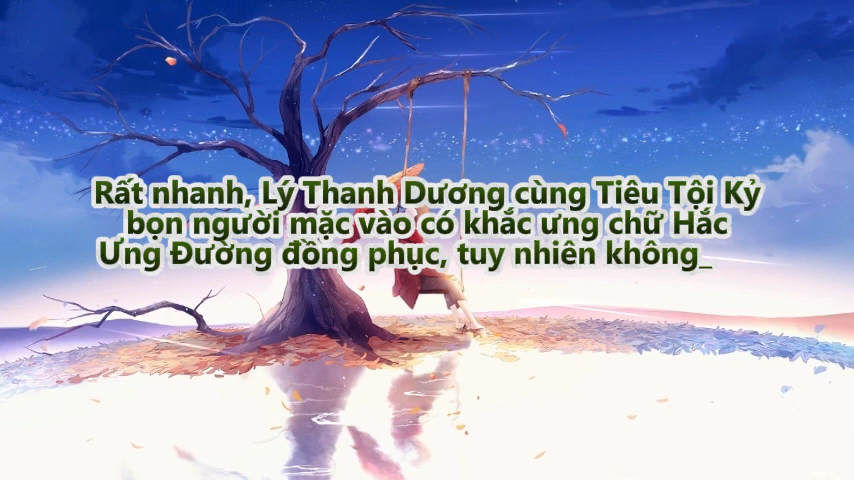 Rất nhanh, Lý Thanh Dương cùng Tiêu Tội Kỷ
bọn người mặc vào có khắc ưng chữ Hắc
Ưng Đường đồng phục, tuy nhiên không_